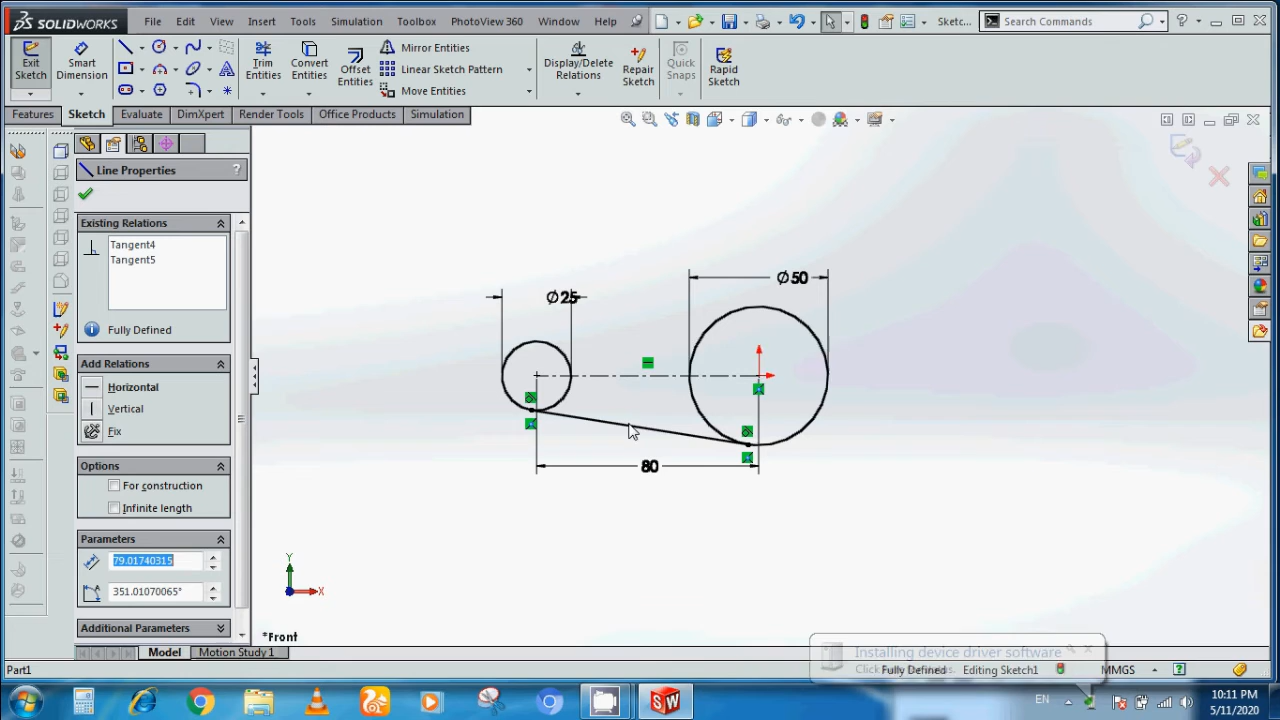 SOLIDWORKS File Edit View Insert Tools Simulation Toolbox PhotoView 360 Window Help Sketc... Search Commands ?
Exit Sketch
Smart Dimension
Trim Entities
Convert Entities
Offset Entities
Mirror Entities
Linear Sketch Pattern
Move Entities
Display/Delete Relations
Repair Sketch
Quick Snaps
Rapid Sketch
Features Sketch Evaluate DimXpert Render Tools Office Products Simulation
Line Properties ?
Existing Relations
Tangent4
Tangent5
Fully Defined
Add Relations
Horizontal
Vertical
Fix
Options
For construction
Infinite length
Parameters
79.01740315
351.01070065°
Additional Parameters
Ø25
Ø50
80
Y
X
*Front
Model Motion Study 1
Installing device driver software
Click
Part1 Fully Defined Editing Sketch1 MMGS ?
EN 10:11 PM
5/11/2020